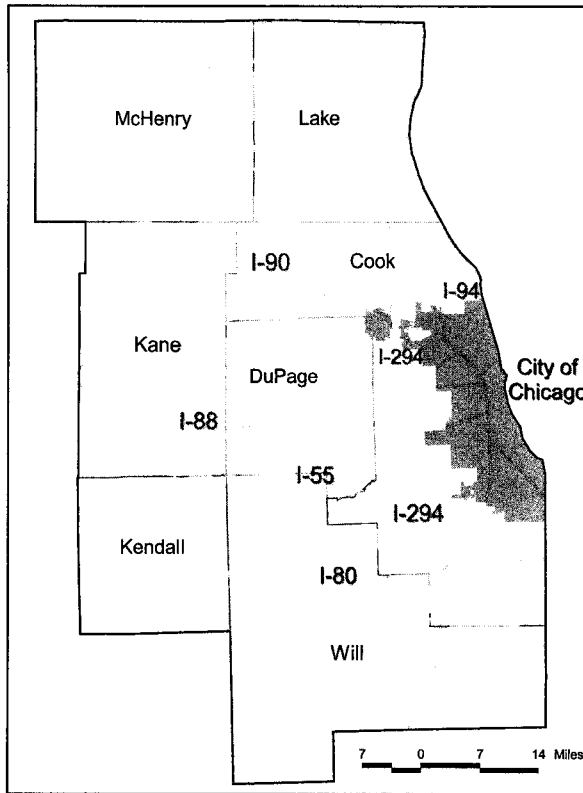 McHenry
Lake
I-90
Cook
I-94
Kane
I-294
DuPage
City of
Chicago
I-88
I-55
I-294
Kendall
I-80
Will
7 0 7 14 Miles